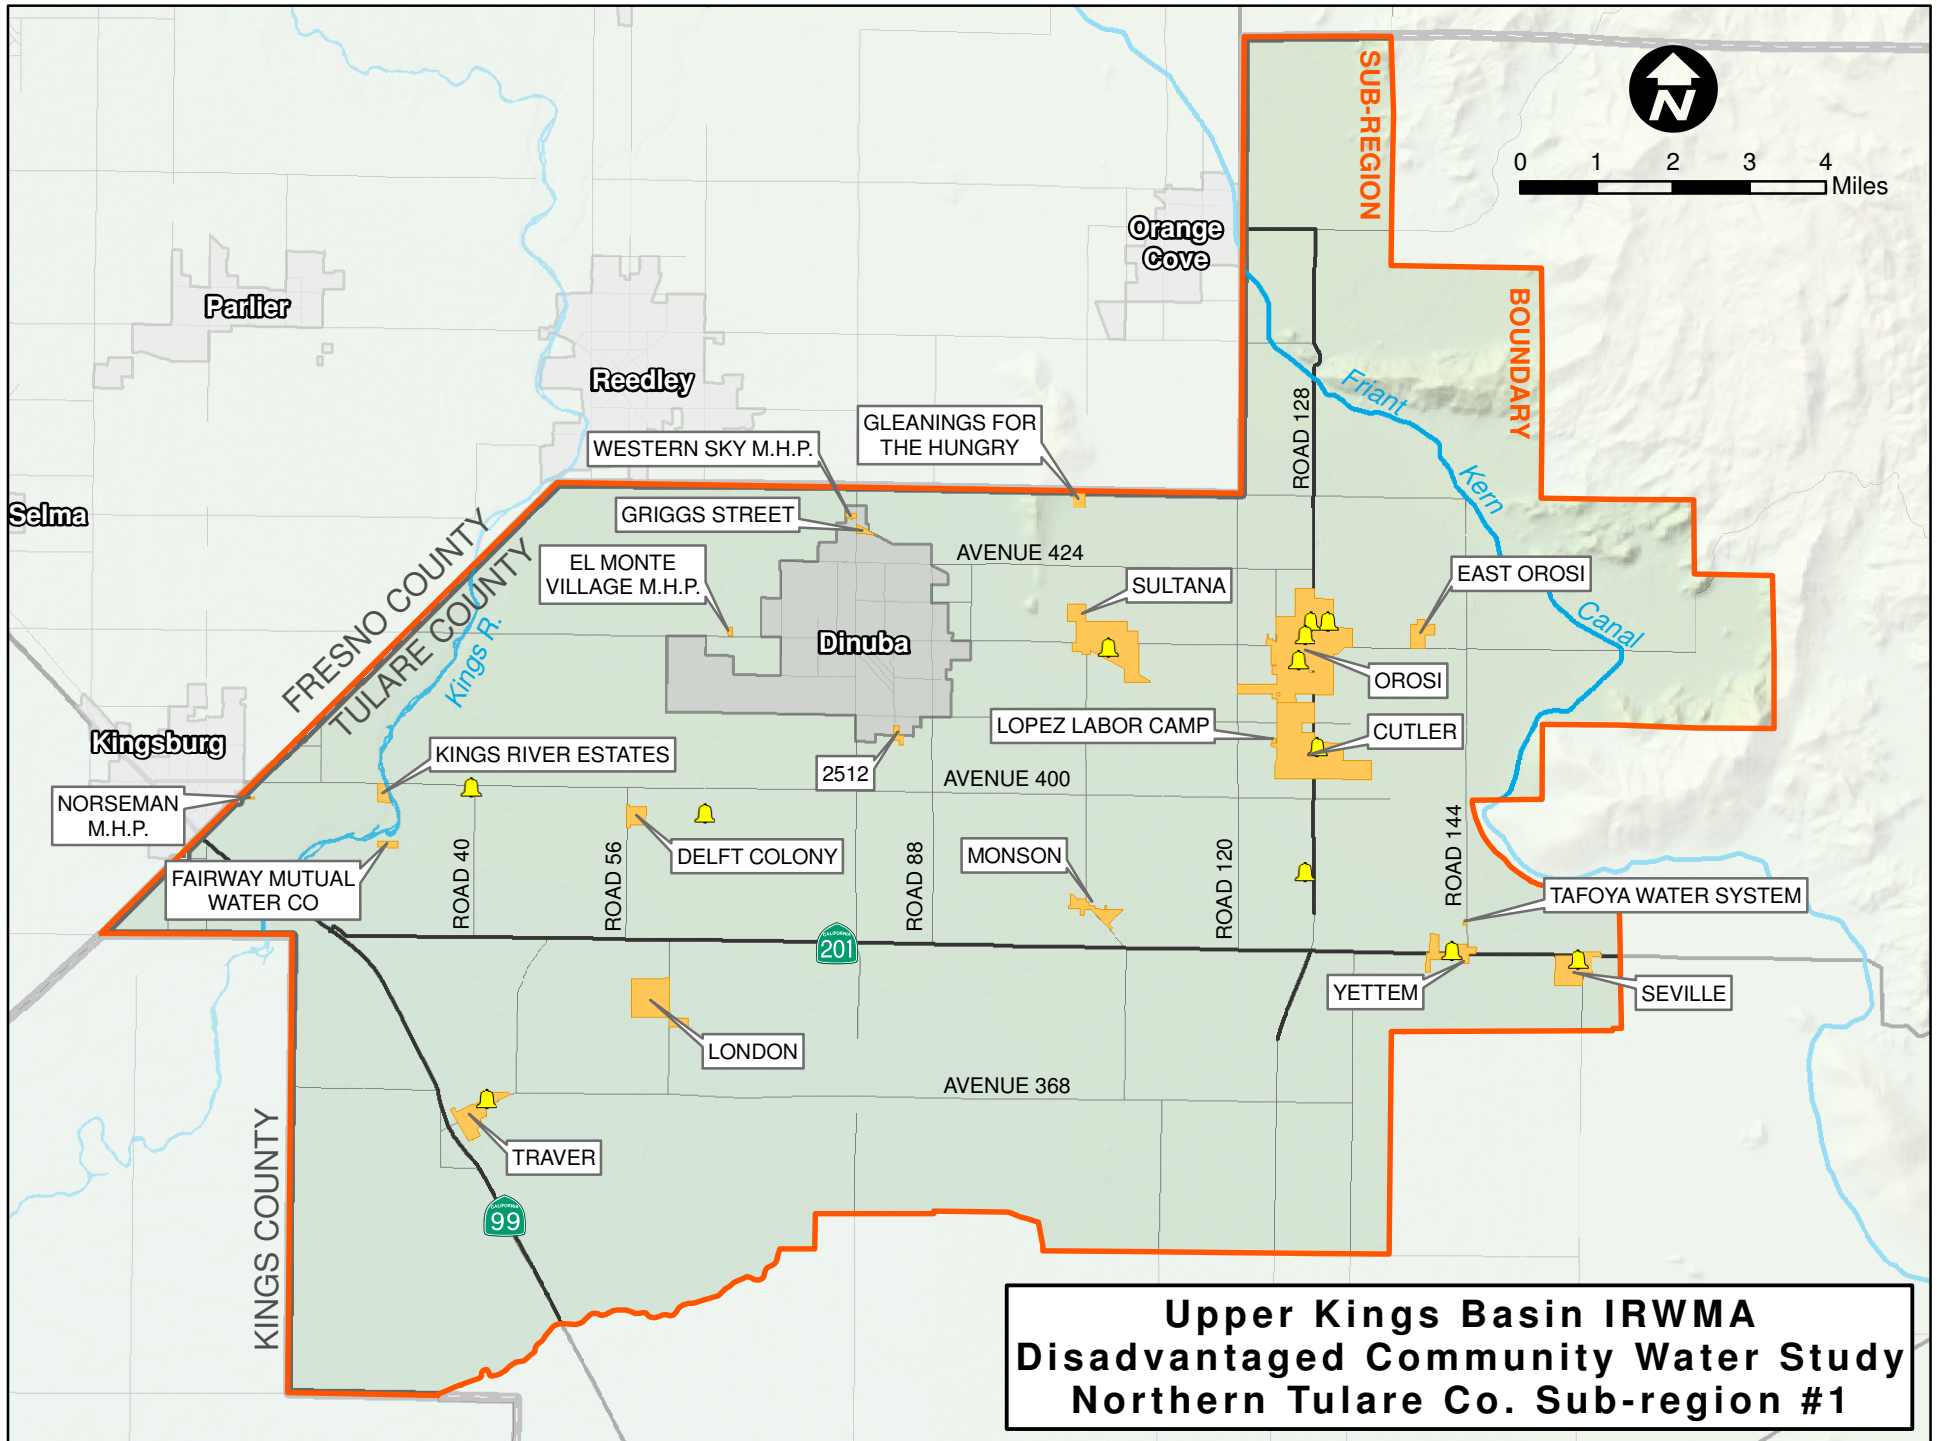 SUB-REGION
BOUNDARY
N
0 1 2 3 4
Miles
Orange
Cove
Parlier
Reedley
Selma
Kingsburg
Dinuba
GLEANINGS FOR
THE HUNGRY
WESTERN SKY M.H.P.
GRIGGS STREET
EL MONTE
VILLAGE M.H.P.
AVENUE 424
SULTANA
EAST OROSI
ROAD 128
Friant
Kern
Canal
FRESNO COUNTY
TULARE COUNTY
Kings R.
OROSI
LOPEZ LABOR CAMP
CUTLER
KINGS RIVER ESTATES
2512
AVENUE 400
NORSEMAN
M.H.P.
FAIRWAY MUTUAL
WATER CO
ROAD 40
ROAD 56
DELFT COLONY
ROAD 88
MONSON
ROAD 120
ROAD 144
TAFOYA WATER SYSTEM
CALIFORNIA
201
YETTEM
SEVILLE
LONDON
AVENUE 368
TRAVER
CALIFORNIA
99
KINGS COUNTY
Upper Kings Basin IRWMA
Disadvantaged Community Water Study
Northern Tulare Co. Sub-region #1